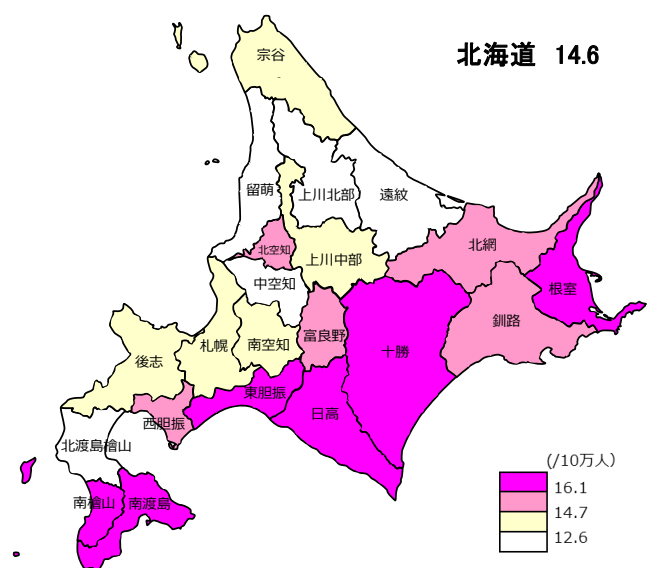 北海道 14.6
宗谷
留萌
上川北部
遠紋
北空知
上川中部
北網
中空知
根室
釧路
札幌
南空知
富良野
十勝
後志
東胆振
日高
西胆振
北渡島檜山
南檜山
南渡島
(/10万人)
16.1
14.7
12.6